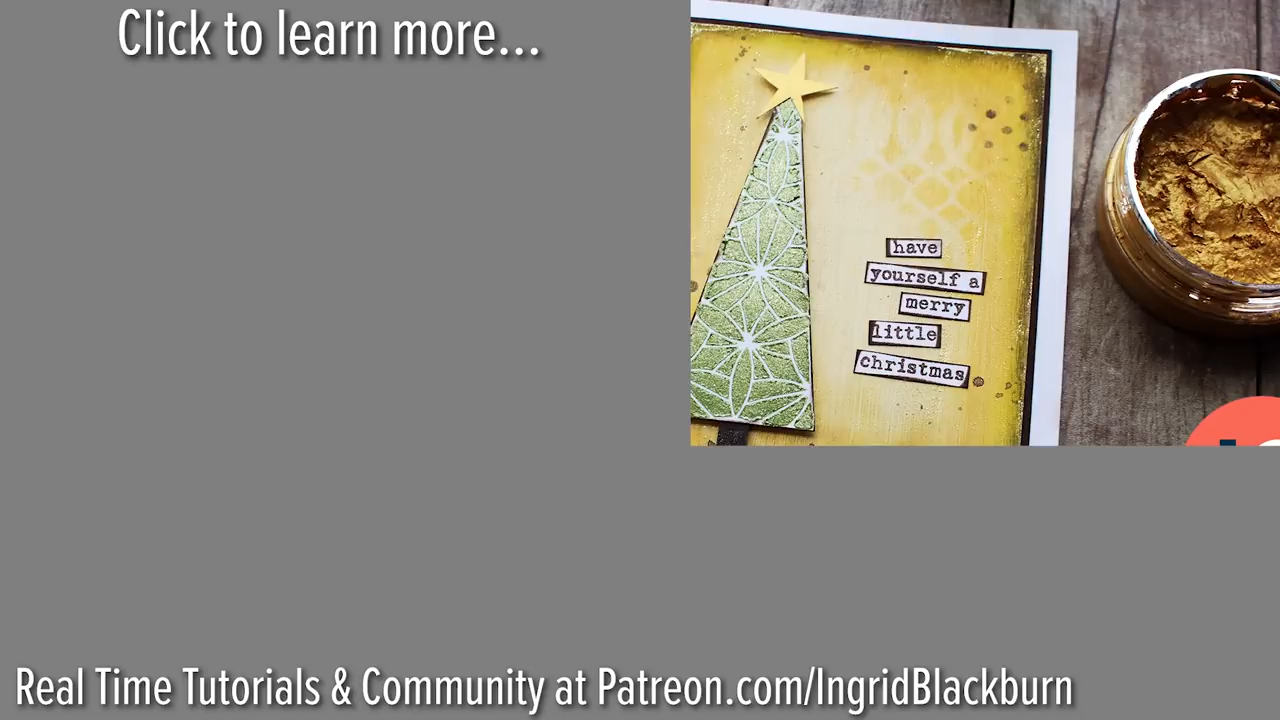 Click to learn more...
have
yourself a
merry
little
christmas
Real Time Tutorials & Community at Patreon.com/IngridBlackburn